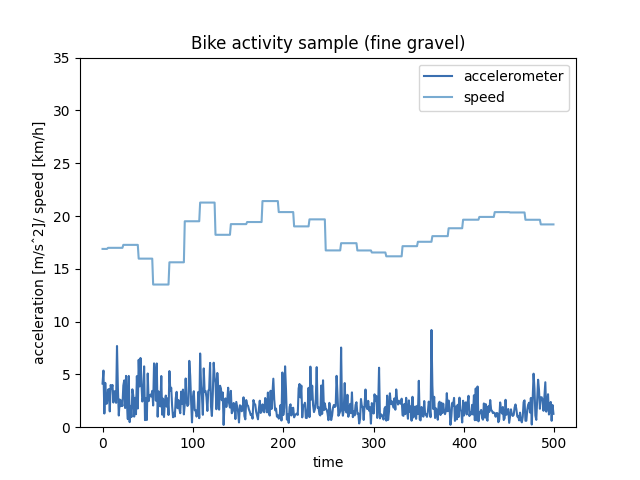 Bike activity sample (fine gravel)
accelerometer
speed
35
30
25
20
15
10
5
0
acceleration [m/s^2]/ speed [km/h]
0 100 200 300 400 500
time